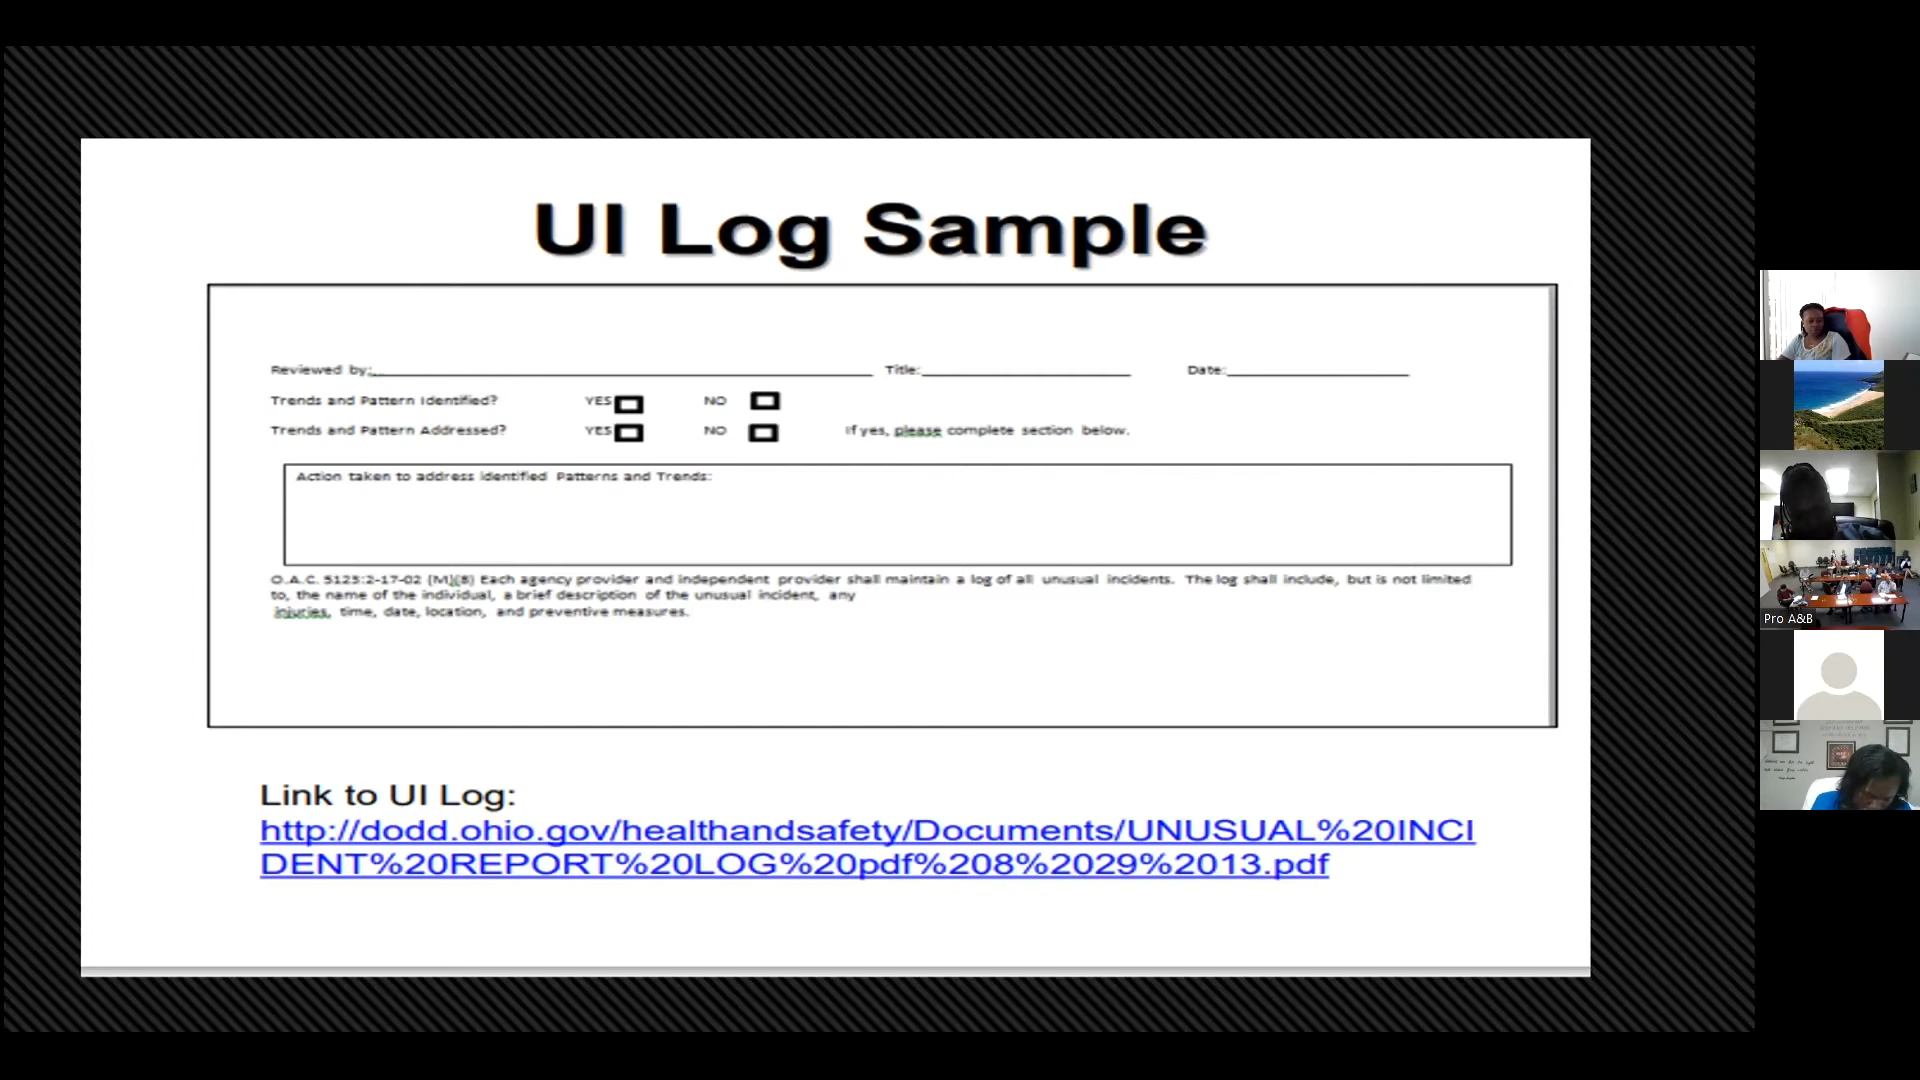 UI Log Sample
Reviewed by: Title: Date:
Trends and Pattern Identified? YES NO
Trends and Pattern Addressed? YES NO If yes, please complete section below.
Action taken to address identified Patterns and Trends:
O.A.C. 5123:2-17-02 (M)(8) Each agency provider and independent provider shall maintain a log of all unusual incidents. The log shall include, but is not limited
to, the name of the individual, a brief description of the unusual incident, any
injuries, time, date, location, and preventive measures.
Link to UI Log:
http://dodd.ohio.gov/healthandsafety/Documents/UNUSUAL%20INCI
DENT%20REPORT%20LOG%20pdf%208%2029%2013.pdf
Pro A&B